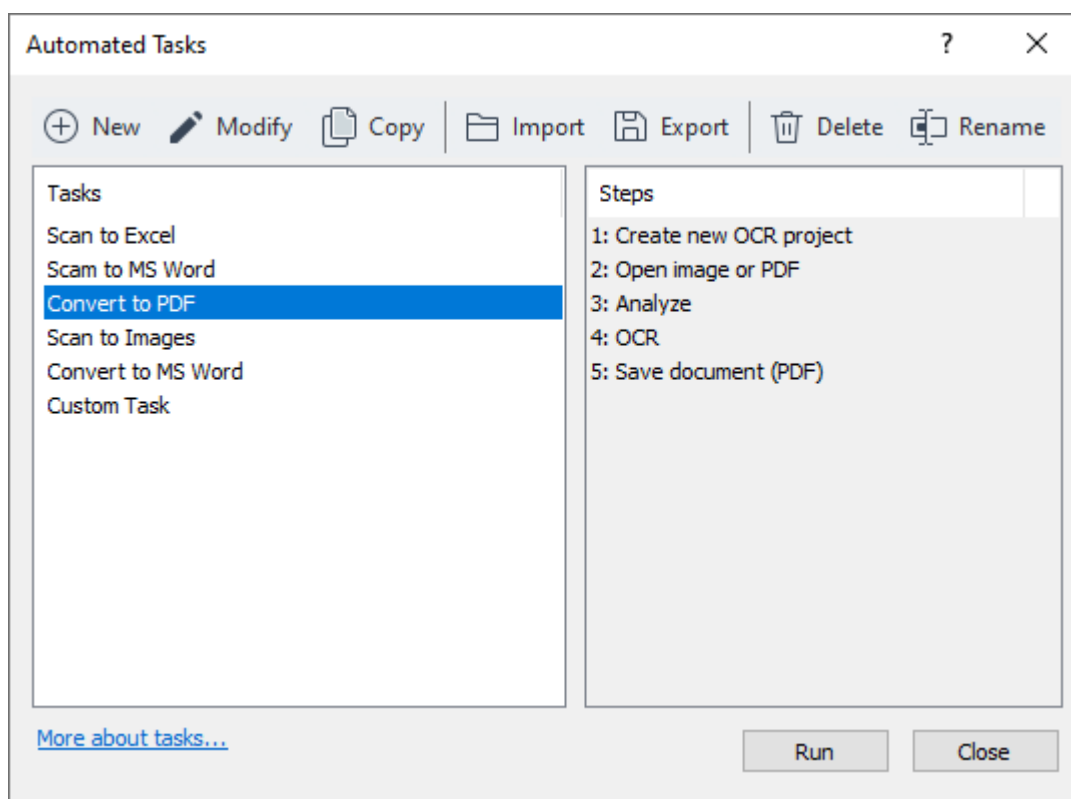 Automated Tasks ?
New Modify Copy Import Export Delete Rename
Tasks
Scan to Excel
Scam to MS Word
Convert to PDF
Scan to Images
Convert to MS Word
Custom Task
Steps
1: Create new OCR project
2: Open image or PDF
3: Analyze
4: OCR
5: Save document (PDF)
More about tasks...
Run Close